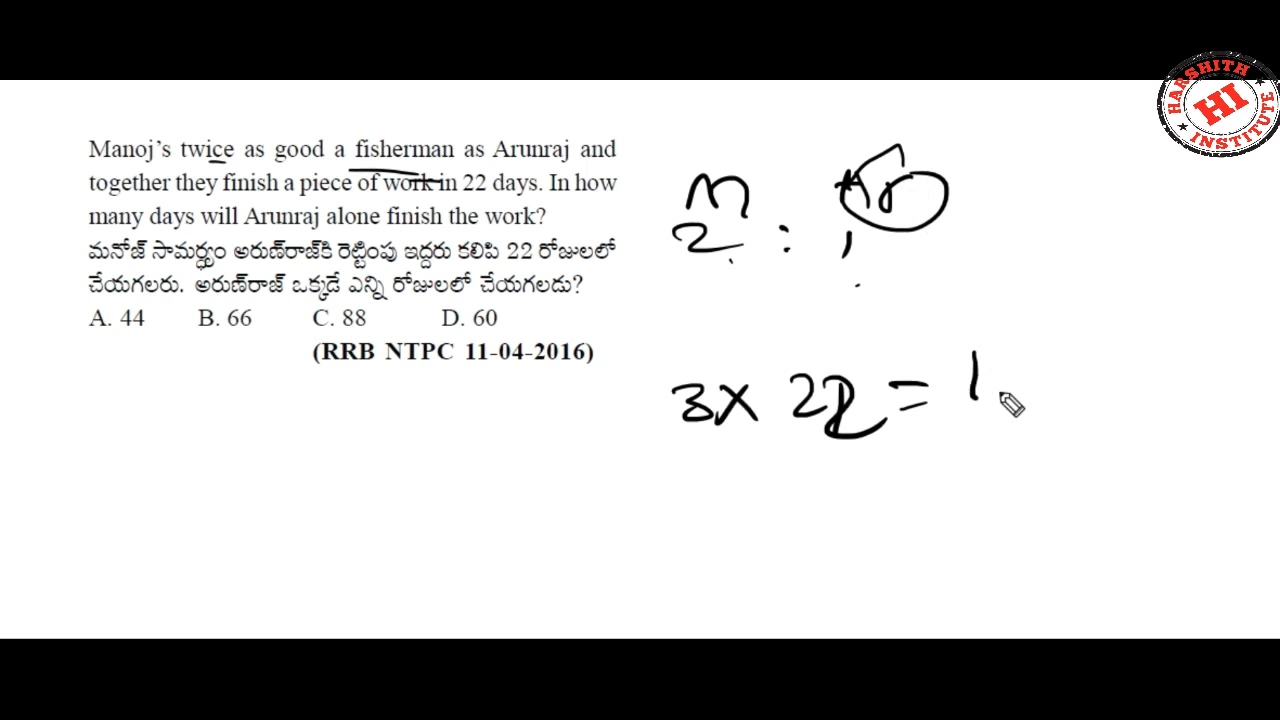 Manoj's twice as good a fisherman as Arunraj and
together they finish a piece of work in 22 days. In how
many days will Arunraj alone finish the work?
మనోజ్ సామర్థ్యం అరుణ్‌రాజ్‌కి రెట్టింపు ఇద్దరు కలిపి 22 రోజులలో
చేయగలరు. అరుణ్‌రాజ్ ఒక్కడే ఎన్ని రోజులలో చేయగలడు?
A. 44 B. 66 C. 88 D. 60
(RRB NTPC 11-04-2016)
M Ar
2 : 1
3 x 22 = 1
HARSHITH
HI
INSTITUTE